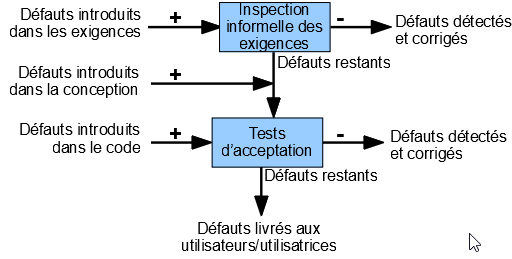 Défauts introduits
dans les exigences
+
Inspection
informelle des
exigences
-
Défauts détectés
et corrigés
Défauts restants
Défauts introduits
dans la conception
+
Défauts introduits
dans le code
+
Tests
d'acceptation
-
Défauts détectés
et corrigés
Défauts restants
Défauts livrés aux
utilisateurs/utilisatrices